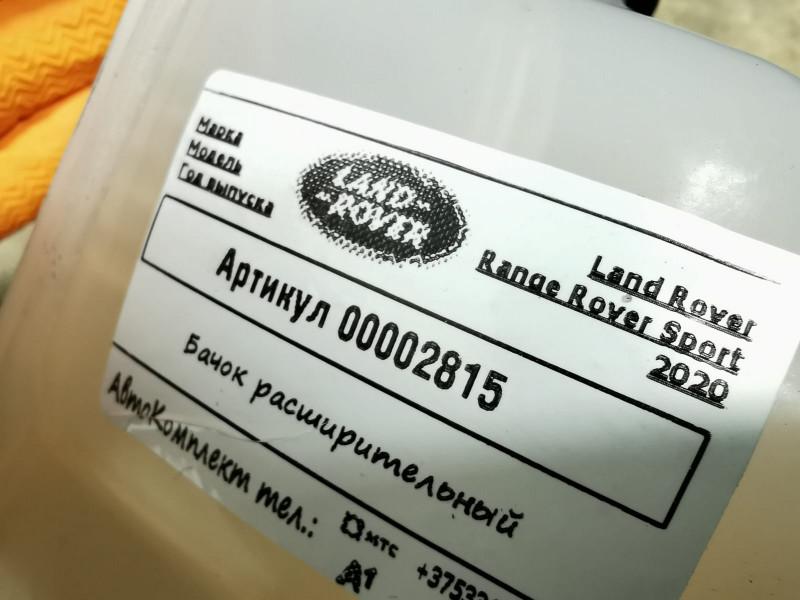 Марка
Модель
Год выпуска
LAND-
-ROVER
Land Rover
Range Rover Sport
2020
Артикул 00002815
Бачок расширительный
АвтоКомплект тел.:
мтс
A1